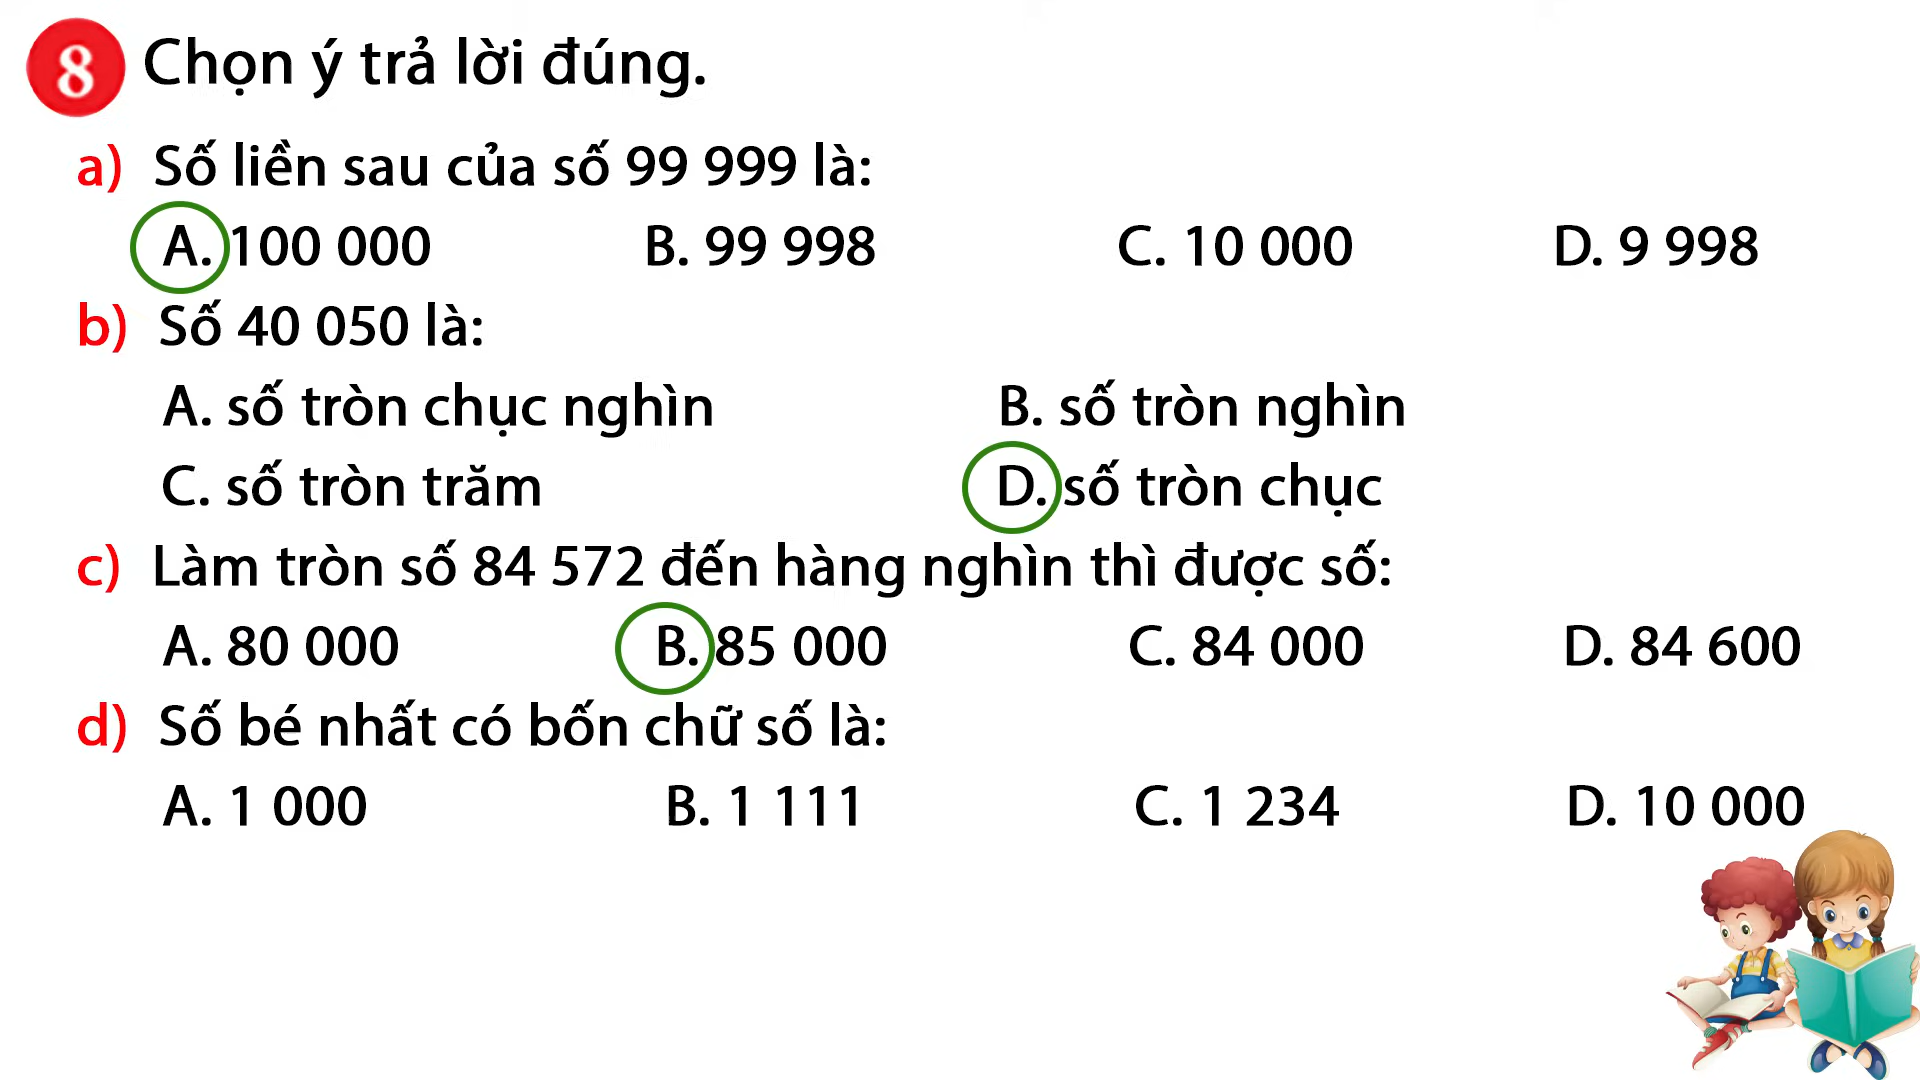 8 Chọn ý trả lời đúng.
a) Số liền sau của số 99 999 là:
A. 100 000 B. 99 998 C. 10 000 D. 9 998
b) Số 40 050 là:
A. số tròn chục nghìn B. số tròn nghìn
C. số tròn trăm D. số tròn chục
c) Làm tròn số 84 572 đến hàng nghìn thì được số:
A. 80 000 B. 85 000 C. 84 000 D. 84 600
d) Số bé nhất có bốn chữ số là:
A. 1 000 B. 1 111 C. 1 234 D. 10 000